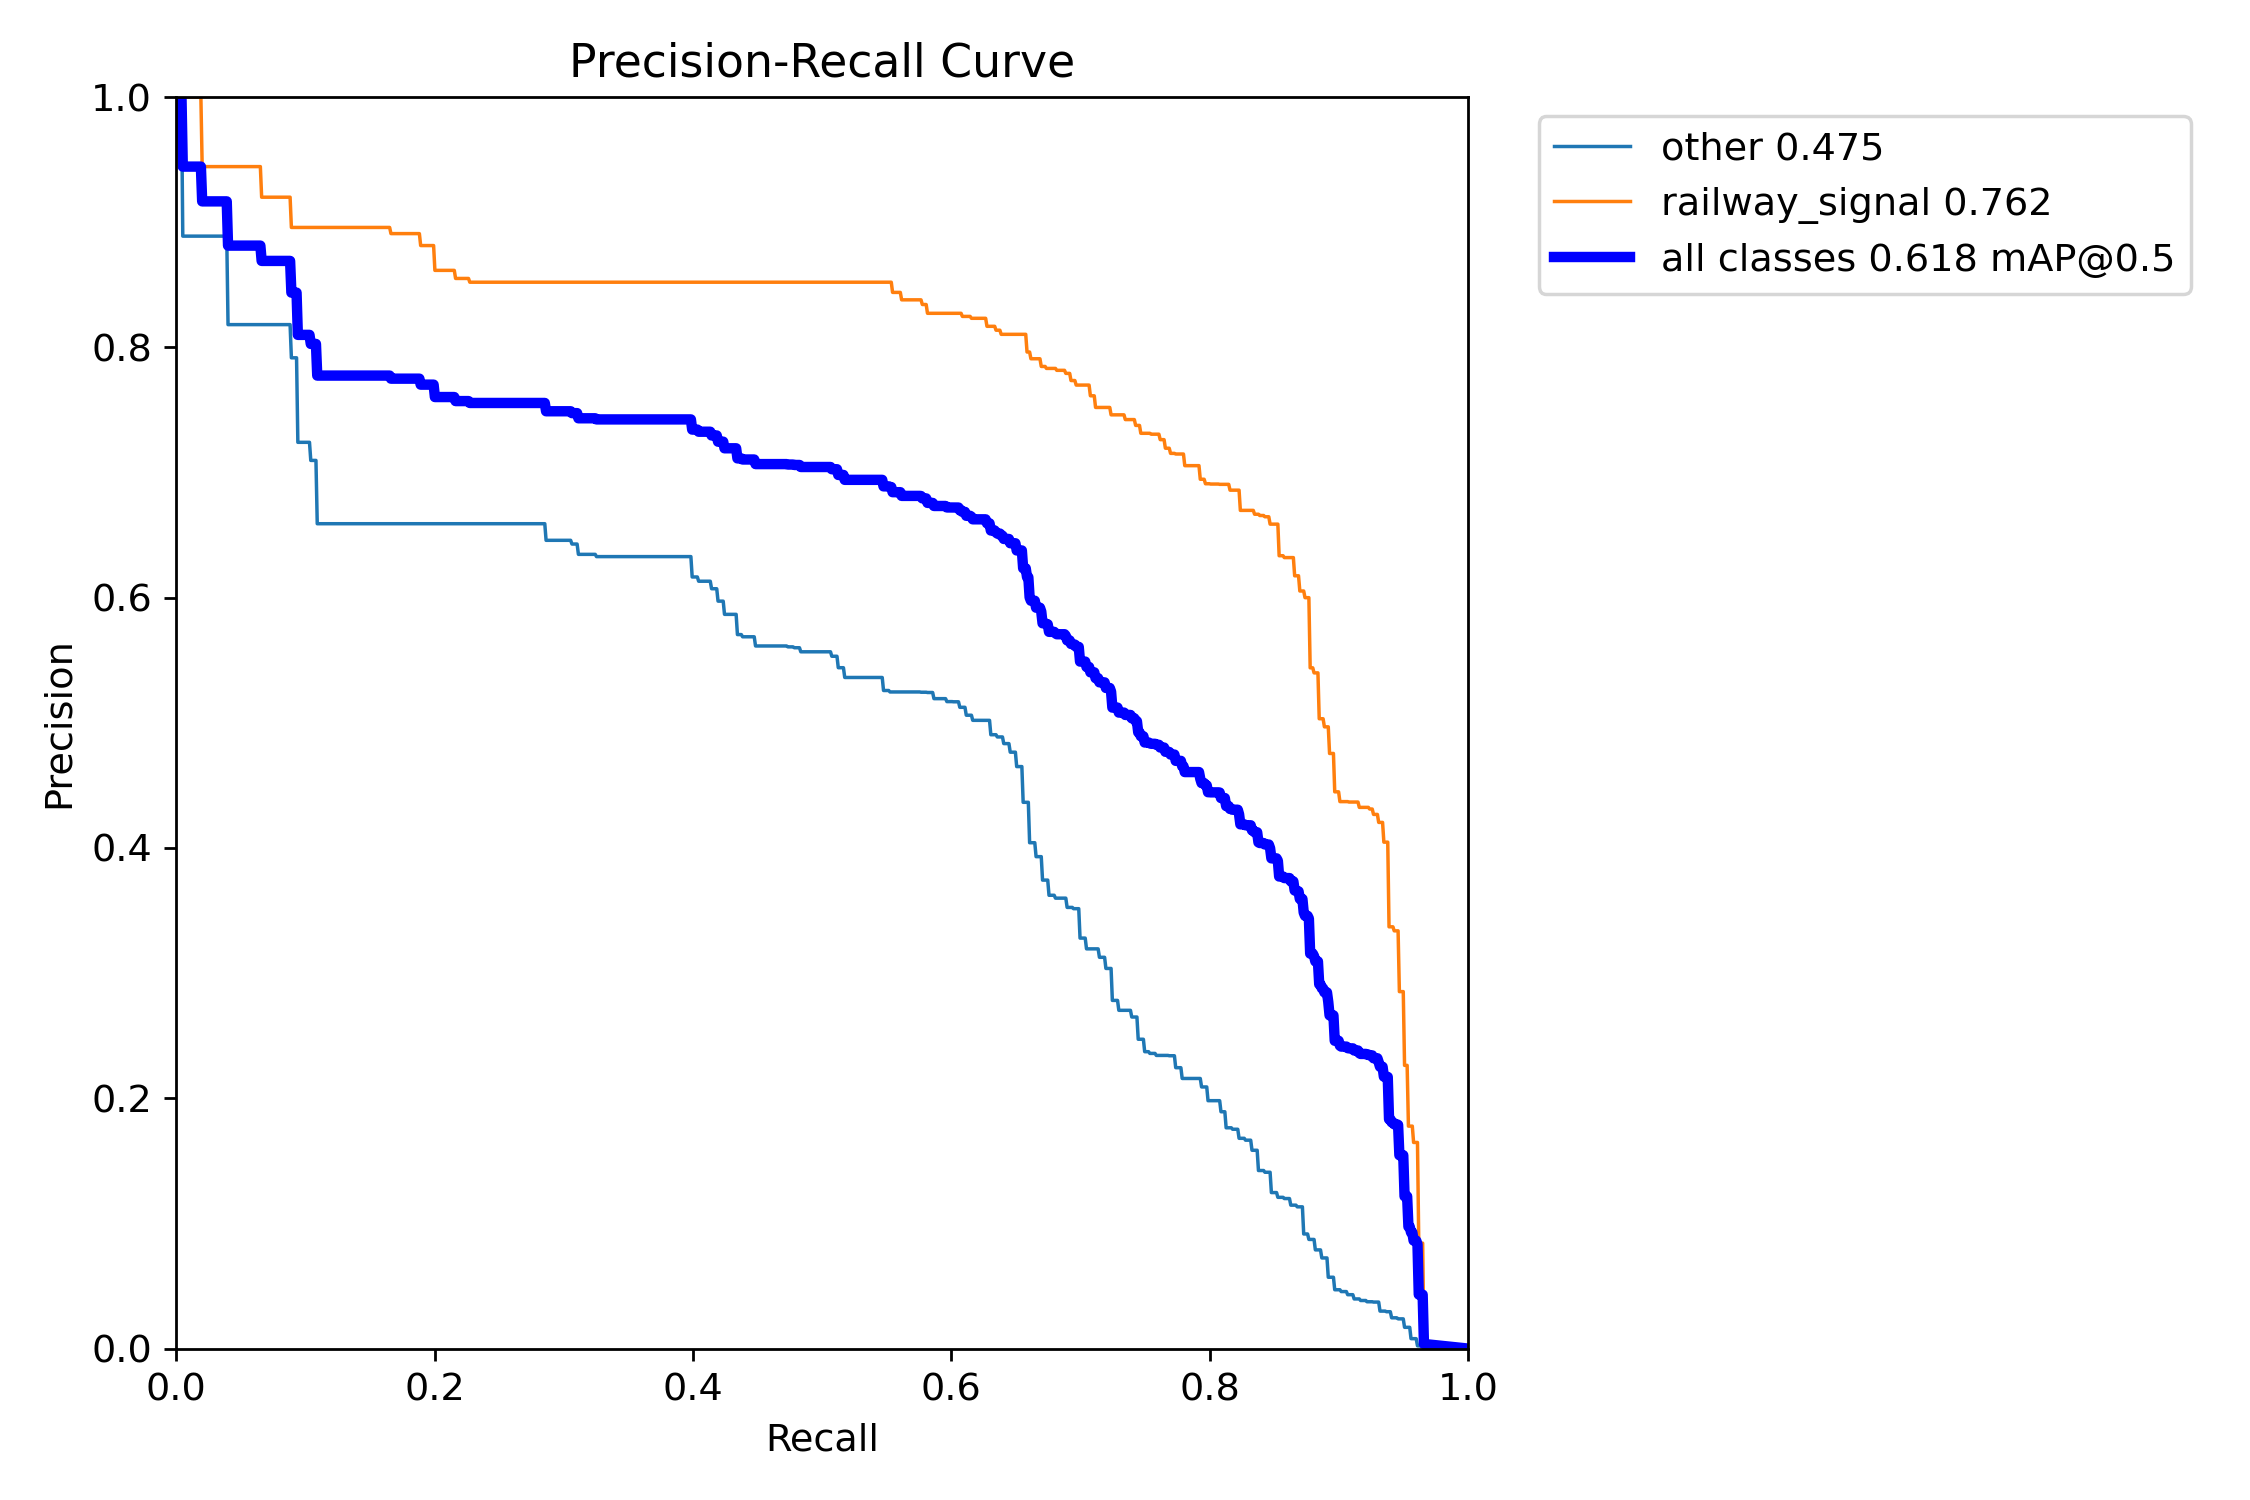 Precision-Recall Curve
1.0
0.8
0.6
0.4
0.2
0.0
Precision
0.0 0.2 0.4 0.6 0.8 1.0
Recall
other 0.475
railway_signal 0.762
all classes 0.618 mAP@0.5